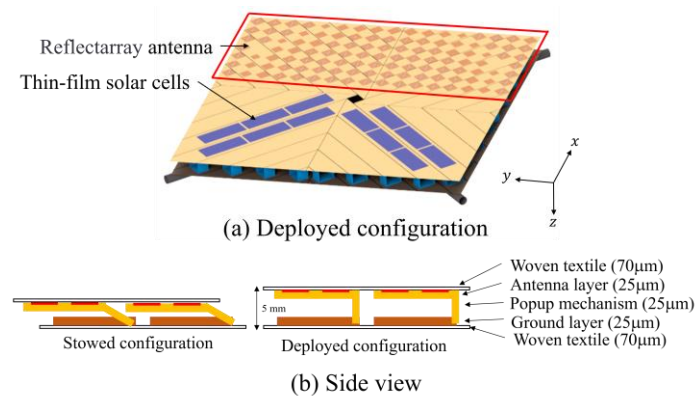 Reflectarray antenna
Thin-film solar cells
x
y
z
(a) Deployed configuration
Woven textile (70μm)
Antenna layer (25μm)
5 mm
Popup mechanism (25μm)
Ground layer (25μm)
Woven textile (70μm)
Stowed configuration
Deployed configuration
(b) Side view